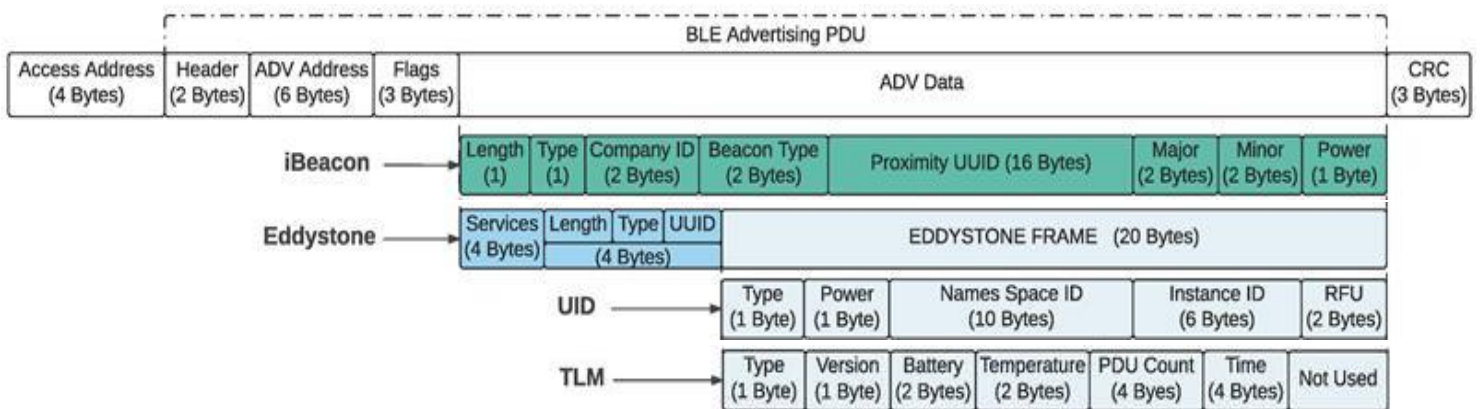 BLE Advertising PDU
Access Address Header ADV Address Flags ADV Data CRC
(4 Bytes) (2 Bytes) (6 Bytes) (3 Bytes) (3 Bytes)
iBeacon Length Type Company ID Beacon Type Proximity UUID (16 Bytes) Major Minor Power
(1) (1) (2 Bytes) (2 Bytes) (2 Bytes) (2 Bytes) (1 Byte)
Eddystone Services Length Type UUID EDDYSTONE FRAME (20 Bytes)
(4 Bytes) (4 Bytes)
UID Type Power Names Space ID Instance ID RFU
(1 Byte) (1 Byte) (10 Bytes) (6 Bytes) (2 Bytes)
TLM Type Version Battery Temperature PDU Count Time Not Used
(1 Byte) (1 Byte) (2 Bytes) (2 Bytes) (4 Byes) (4 Bytes)